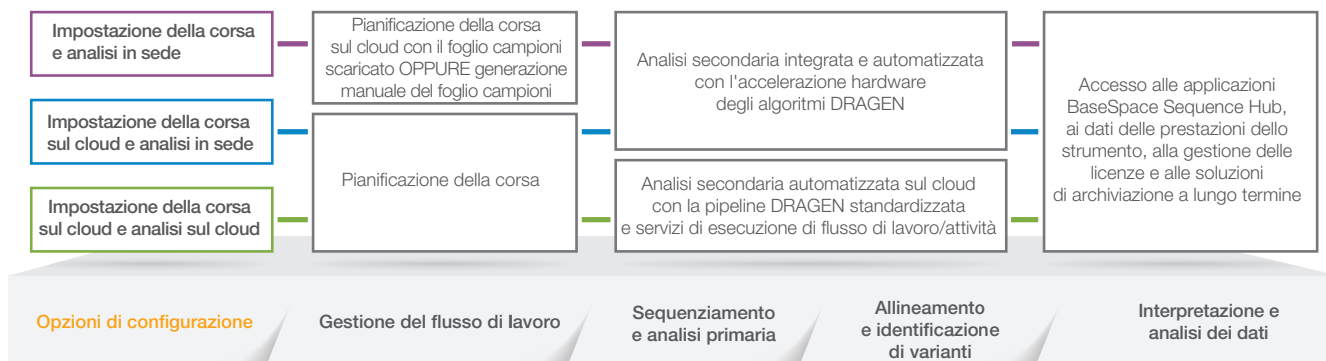 Impostazione della corsa
e analisi in sede
Impostazione della corsa
sul cloud e analisi in sede
Impostazione della corsa
sul cloud e analisi sul cloud
Pianificazione della corsa
sul cloud con il foglio campioni
scaricato OPPURE generazione
manuale del foglio campioni
Pianificazione della corsa
Analisi secondaria integrata e automatizzata
con l'accelerazione hardware
degli algoritmi DRAGEN
Analisi secondaria automatizzata sul cloud
con la pipeline DRAGEN standardizzata
e servizi di esecuzione di flusso di lavoro/attività
Accesso alle applicazioni
BaseSpace Sequence Hub,
ai dati delle prestazioni dello
strumento, alla gestione delle
licenze e alle soluzioni
di archiviazione a lungo termine
Opzioni di configurazione
Gestione del flusso di lavoro
Sequenziamento
e analisi primaria
Allineamento
e identificazione
di varianti
Interpretazione e
analisi dei dati